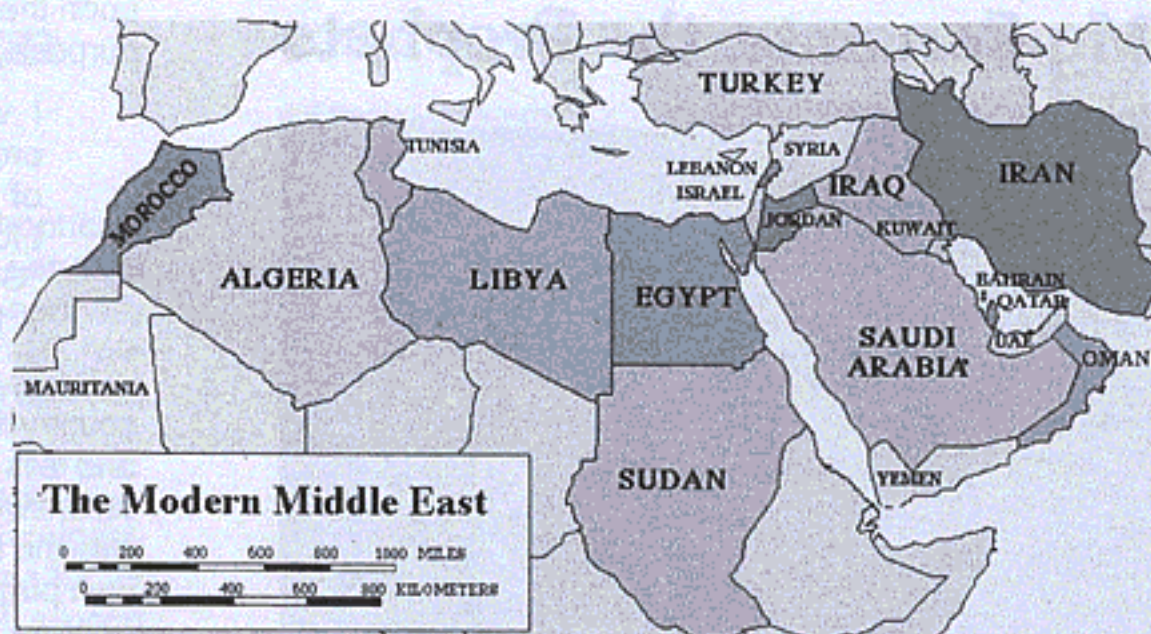 TURKEY
TUNISIA
SYRIA
LEBANON
ISRAEL
IRAQ
IRAN
MOROCCO
JORDAN
KUWAIT
ALGERIA
LIBYA
EGYPT
BAHRAIN
QATAR
SAUDI
ARABIA
UAE
OMAN
MAURITANIA
SUDAN
YEMEN
The Modern Middle East
0 200 400 600 800 1000 MILES
0 200 400 600 800 KILOMETERS